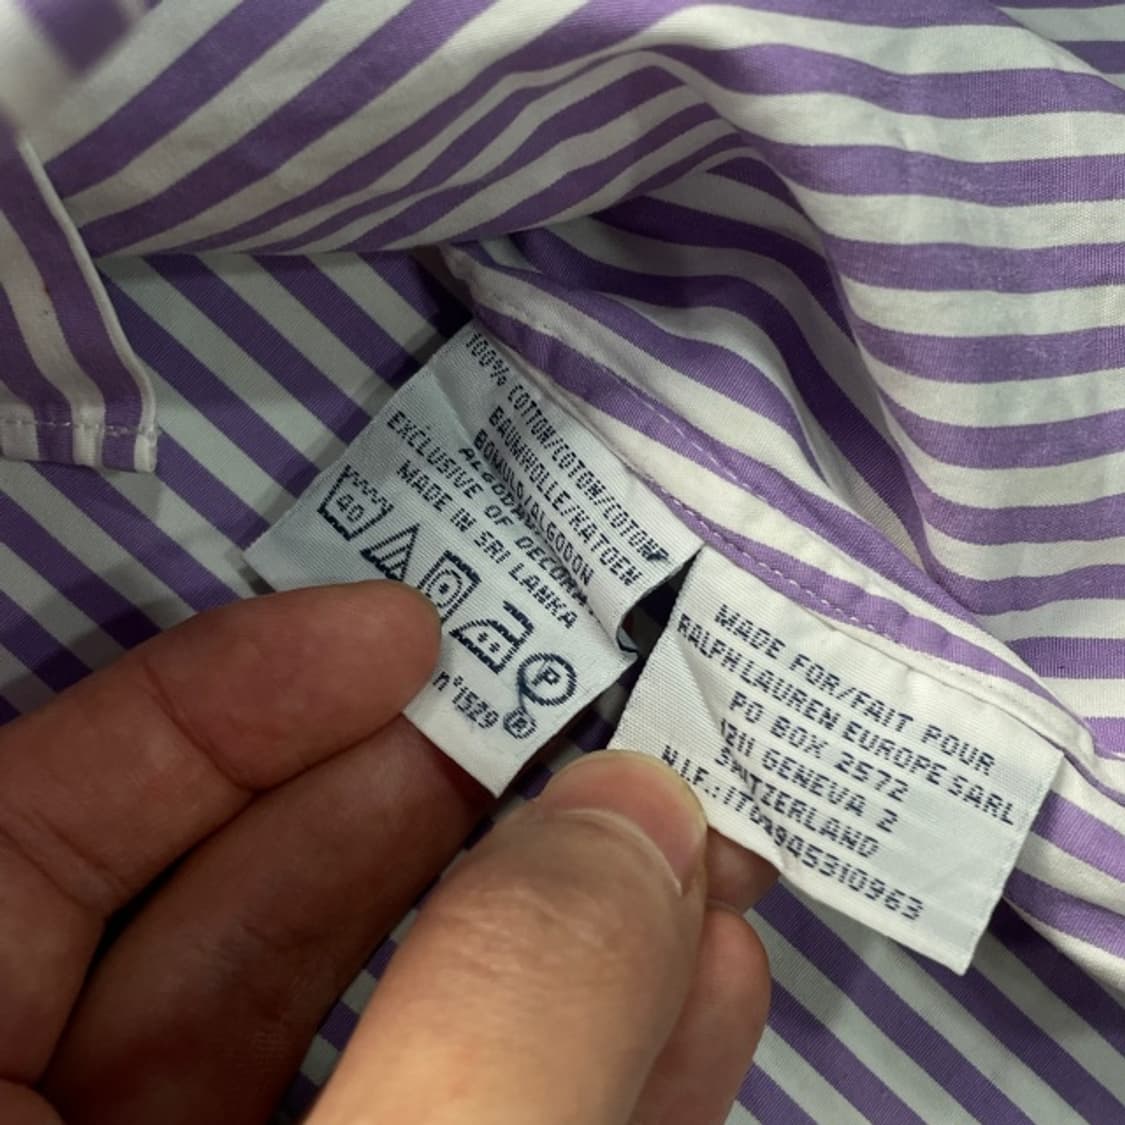 100% COTTON/COTON/COTONE
BAUMWOLLE/KATOEN
BOMULD/ALGODON
ALGODÃO
EXCLUSIVE OF DECORATION
MADE IN SRI LANKA
40
P
n°1529 B
MADE FOR/FAIT POUR
RALPH LAUREN EUROPE SARL
PO BOX 2572
1211 GENEVA 2
SWITZERLAND